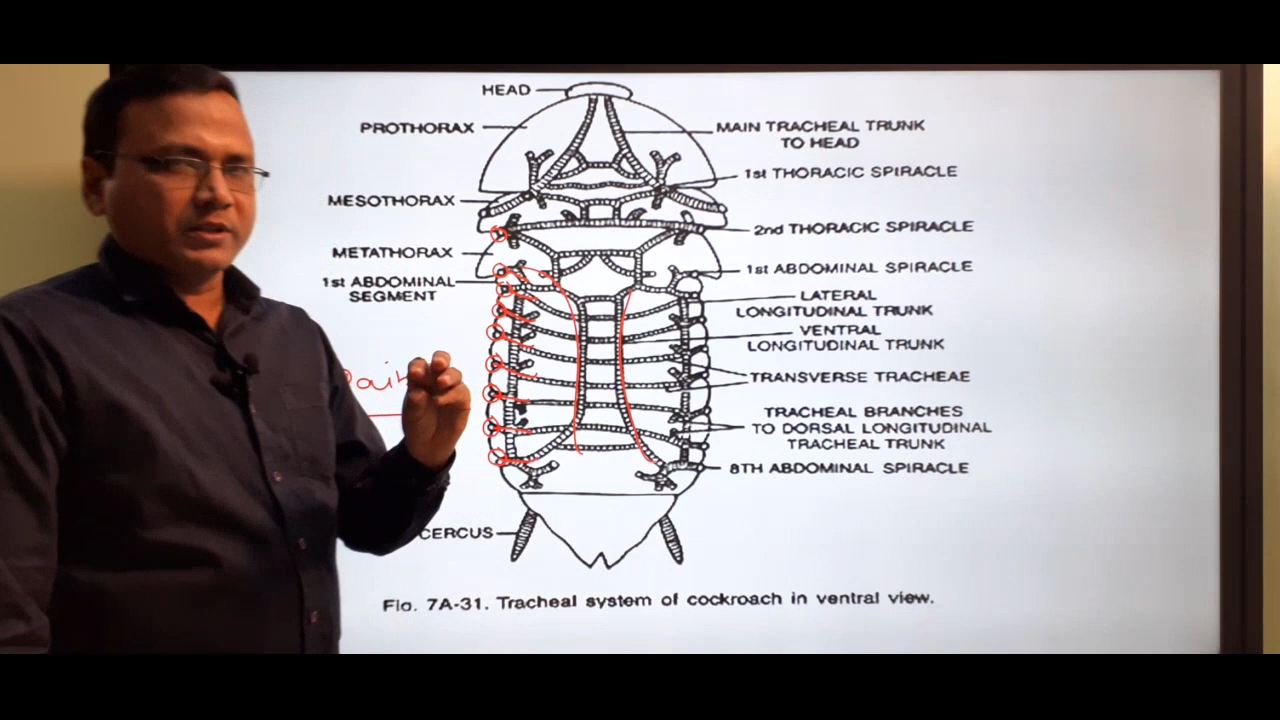 HEAD
PROTHORAX
MAIN TRACHEAL TRUNK
TO HEAD
1st THORACIC SPIRACLE
MESOTHORAX
2nd THORACIC SPIRACLE
METATHORAX
1st ABDOMINAL SPIRACLE
1st ABDOMINAL
SEGMENT
LATERAL
LONGITUDINAL TRUNK
VENTRAL
LONGITUDINAL TRUNK
TRANSVERSE TRACHEAE
TRACHEAL BRANCHES
TO DORSAL LONGITUDINAL
TRACHEAL TRUNK
8TH ABDOMINAL SPIRACLE
CERCUS
FIG. 7A-31. Tracheal system of cockroach in ventral view.